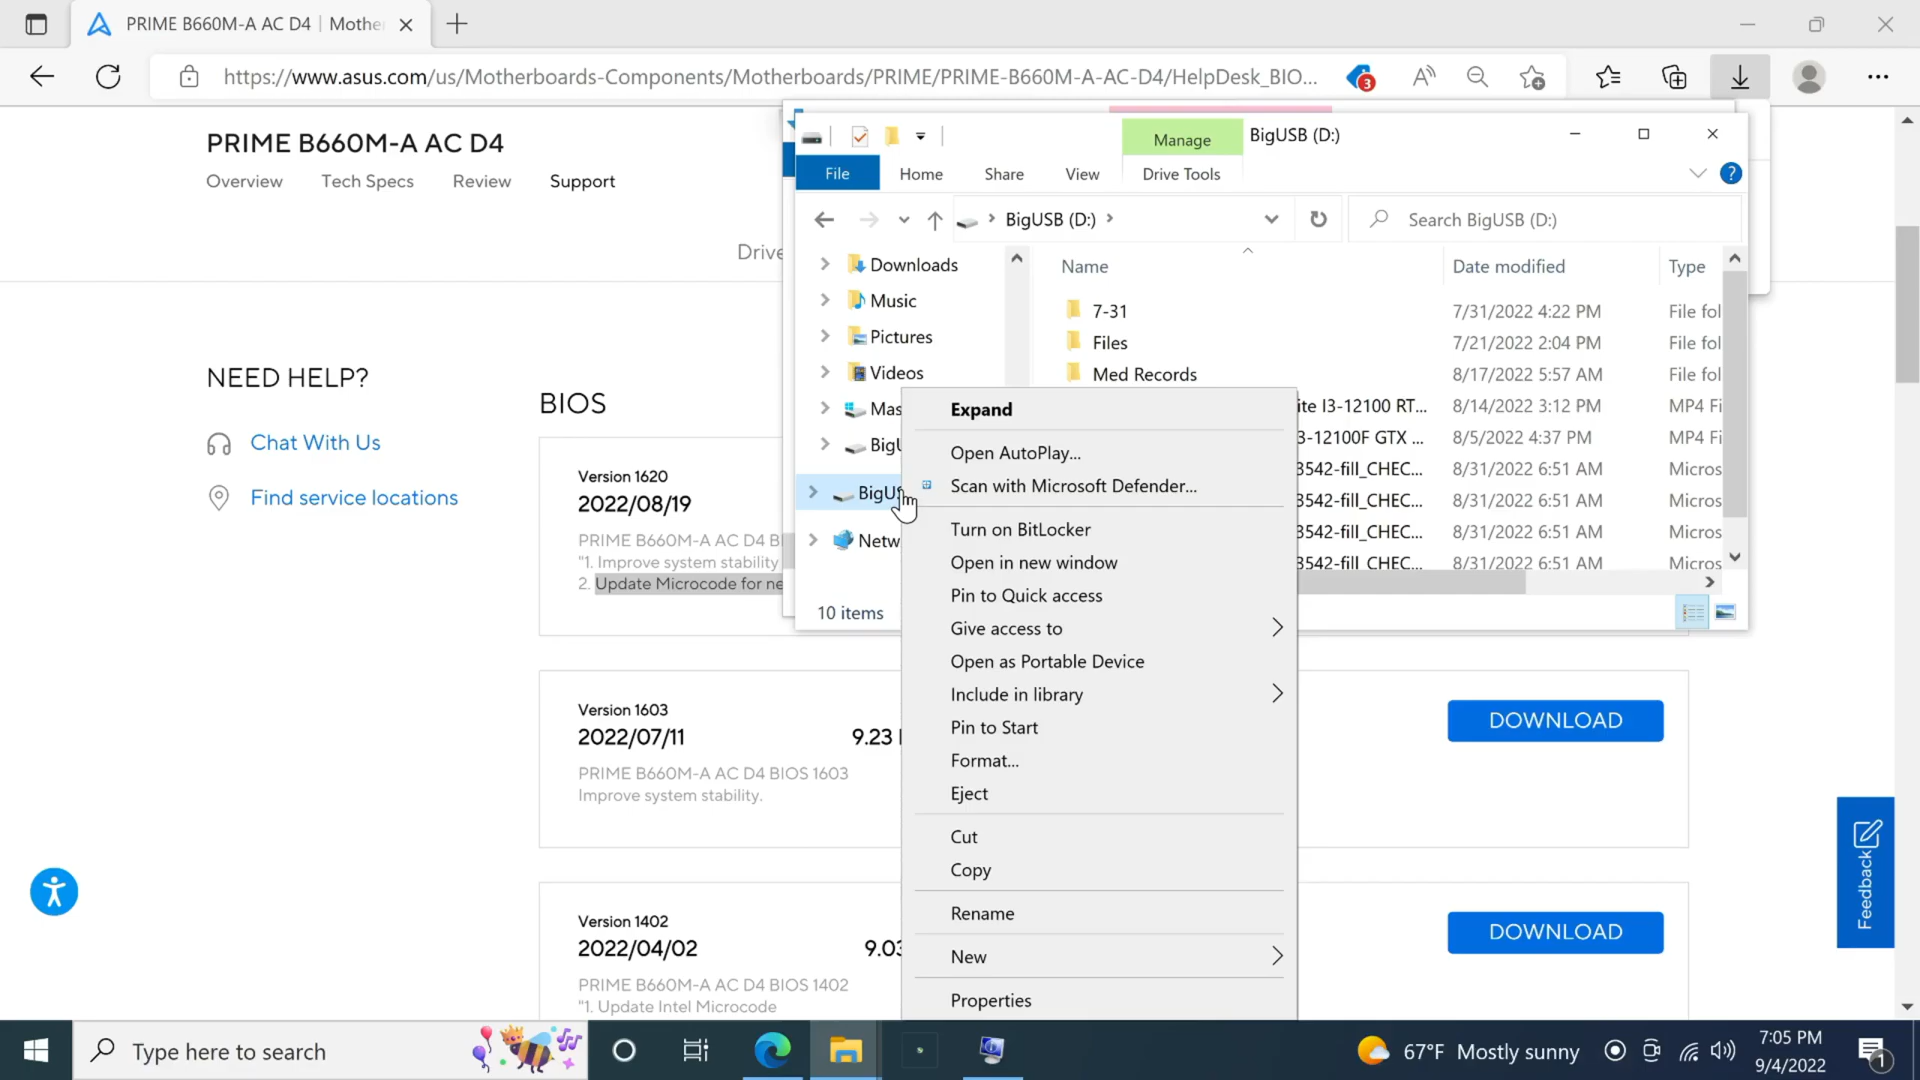 PRIME B660M-A AC D4 | Mothe
https://www.asus.com/us/Motherboards-Components/Motherboards/PRIME/PRIME-B660M-A-AC-D4/HelpDesk_BIO...
3
PRIME B660M-A AC D4
Overview Tech Specs Review Support
Drive
NEED HELP?
Chat With Us
Find service locations
BIOS
Version 1620
2022/08/19
PRIME B660M-A AC D4 B
"1. Improve system stability
2. Update Microcode for ne
Version 1603
2022/07/11
9.23
PRIME B660M-A AC D4 BIOS 1603
Improve system stability.
DOWNLOAD
Version 1402
2022/04/02
9.03
PRIME B660M-A AC D4 BIOS 1402
"1. Update Intel Microcode
DOWNLOAD
Feedback
Manage
BigUSB (D:)
File Home Share View Drive Tools
?
BigUSB (D:)
Search BigUSB (D:)
Downloads
Music
Pictures
Videos
Mas
BigU
BigUS
Netw
10 items
Name Date modified Type
7-31 7/31/2022 4:22 PM File fol
Files 7/21/2022 2:04 PM File fol
Med Records 8/17/2022 5:57 AM File fol
ite I3-12100 RT... 8/14/2022 3:12 PM MP4 Fi
3-12100F GTX ... 8/5/2022 4:37 PM MP4 Fi
3542-fill_CHEC... 8/31/2022 6:51 AM Micros
3542-fill_CHEC... 8/31/2022 6:51 AM Micros
3542-fill_CHEC... 8/31/2022 6:51 AM Micros
3542-fill_CHEC... 8/31/2022 6:51 AM Micros
Expand
Open AutoPlay...
Scan with Microsoft Defender...
Turn on BitLocker
Open in new window
Pin to Quick access
Give access to
Open as Portable Device
Include in library
Pin to Start
Format...
Eject
Cut
Copy
Rename
New
Properties
Type here to search
67°F Mostly sunny
7:05 PM
9/4/2022
1